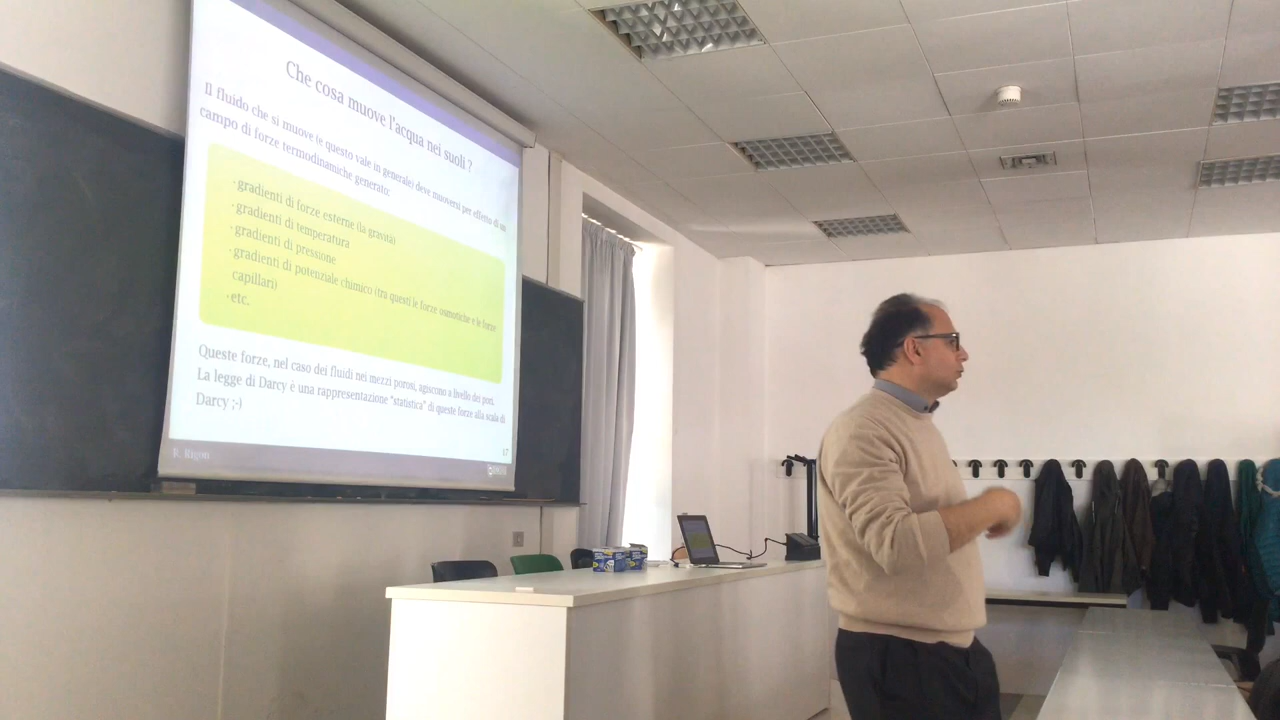 Che cosa muove l'acqua nei suoli ?
Il fluido che si muove (e questo vale in generale) deve muoversi per effetto di un
campo di forze termodinamiche generato:
· gradienti di forze esterne (la gravità)
· gradienti di temperatura
· gradienti di pressione
· gradienti di potenziale chimico (tra questi le forze osmotiche e le forze
capillari)
· etc.
Queste forze, nel caso dei fluidi nei mezzi porosi, agiscono a livello dei pori.
La legge di Darcy è una rappresentazione "statistica" di queste forze alla scala di
Darcy ;-)
R. Rigon